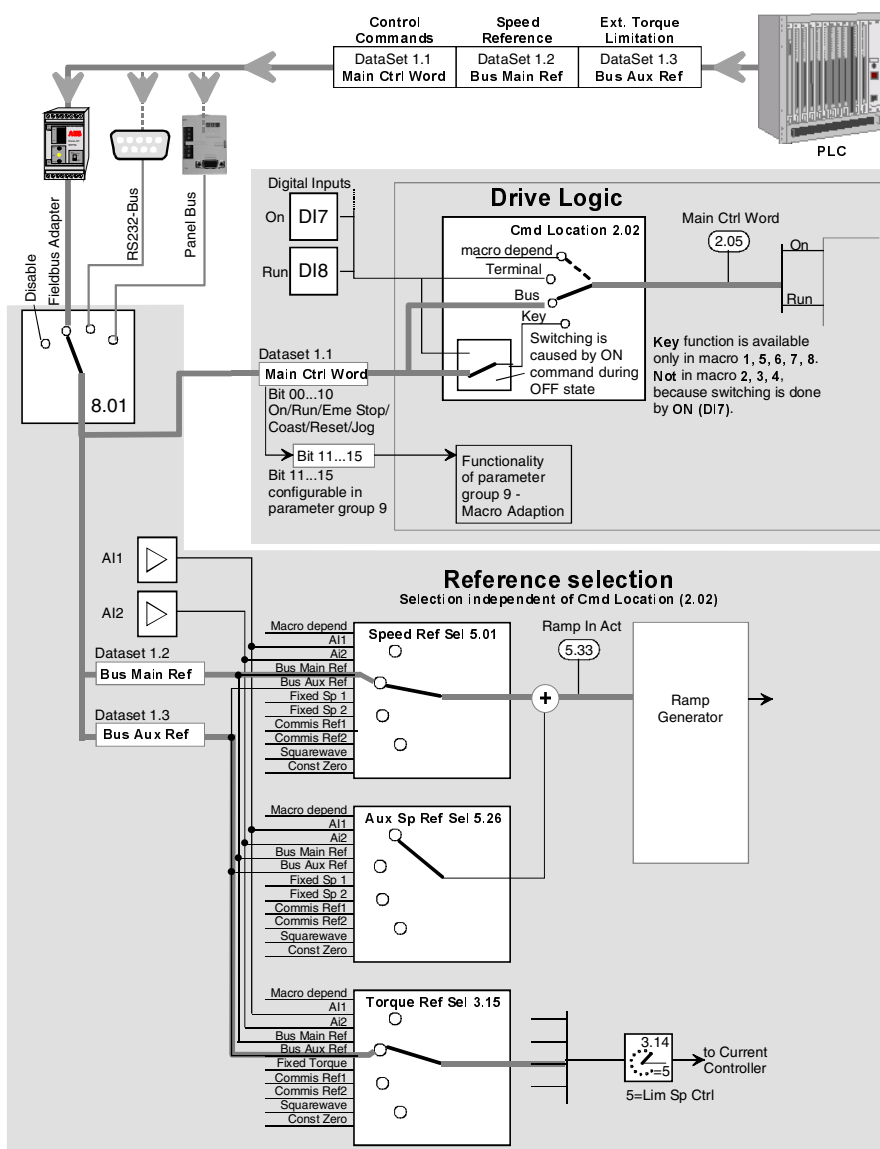 Control Commands
Speed Reference
Ext. Torque Limitation
DataSet 1.1
Main Ctrl Word
DataSet 1.2
Bus Main Ref
DataSet 1.3
Bus Aux Ref
PLC
ABB
Disable
Fieldbus Adapter
RS232-Bus
Panel Bus
8.01
Digital Inputs
On
DI7
Run
DI8
Drive Logic
Cmd Location 2.02
macro depend
Terminal
Bus
Key
Switching is
caused by ON
command during
OFF state
Main Ctrl Word
2.05
On
Run
Key function is available
only in macro 1, 5, 6, 7, 8.
Not in macro 2, 3, 4,
because switching is done
by ON (DI7).
Dataset 1.1
Main Ctrl Word
Bit 00...10
On/Run/Eme Stop/
Coast/Reset/Jog
Bit 11...15
Bit 11...15
configurable in
parameter group 9
Functionality
of parameter
group 9 -
Macro Adaption
AI1
AI2
Dataset 1.2
Bus Main Ref
Dataset 1.3
Bus Aux Ref
Reference selection
Selection independent of Cmd Location (2.02)
Macro depend
AI1
Ai2
Bus Main Ref
Bus Aux Ref
Fixed Sp 1
Fixed Sp 2
Commis Ref1
Commis Ref2
Squarewave
Const Zero
Speed Ref Sel 5.01
Ramp In Act
5.33
+
Ramp
Generator
Macro depend
AI1
Ai2
Bus Main Ref
Bus Aux Ref
Fixed Sp 1
Fixed Sp 2
Commis Ref1
Commis Ref2
Squarewave
Const Zero
Aux Sp Ref Sel 5.26
Macro depend
AI1
Ai2
Bus Main Ref
Bus Aux Ref
Fixed Torque
Commis Ref1
Commis Ref2
Squarewave
Const Zero
Torque Ref Sel 3.15
3.14
=5
5=Lim Sp Ctrl
to Current
Controller